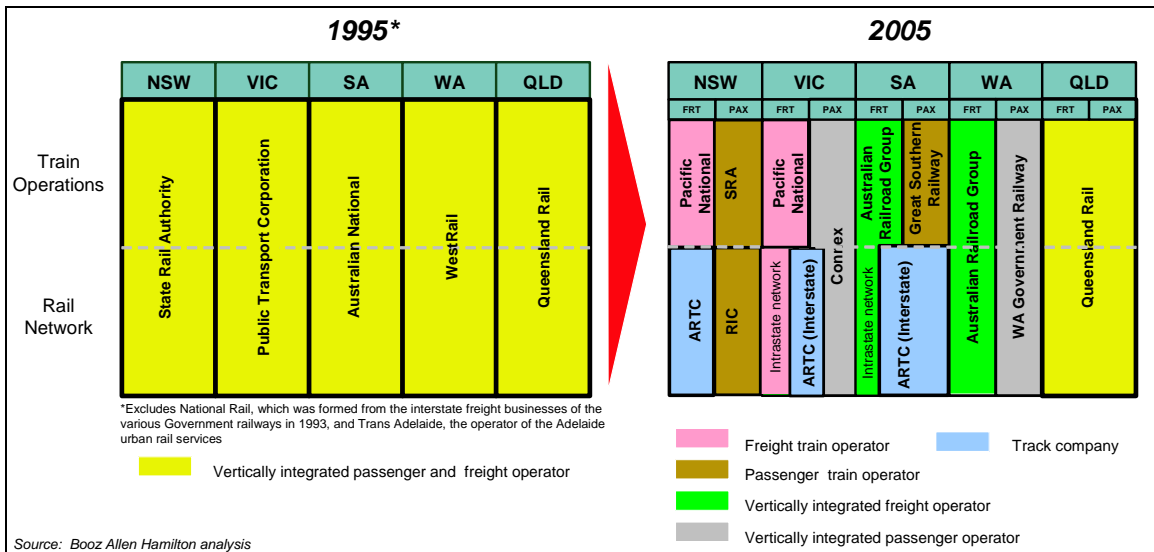 1995*
2005
NSW
VIC
SA
WA
QLD
NSW
VIC
SA
WA
QLD
FRT
PAX
FRT
PAX
FRT
PAX
FRT
PAX
FRT
PAX
Train
Operations
Rail
Network
State Rail Authority
Public Transport Corporation
Australian National
WestRail
Queensland Rail
Pacific
National
SRA
Pacific
National
Australian
Railroad Group
Great Southern
Railway
ARTC
RIC
Intrastate network
ARTC (Interstate)
Connex
Intrastate network
ARTC (Interstate)
Australian Railroad Group
WA Government Railway
Queensland Rail
*Excludes National Rail, which was formed from the interstate freight businesses of the
various Government railways in 1993, and Trans Adelaide, the operator of the Adelaide
urban rail services
Vertically integrated passenger and freight operator
Freight train operator
Track company
Passenger train operator
Vertically integrated freight operator
Vertically integrated passenger operator
Source: Booz Allen Hamilton analysis